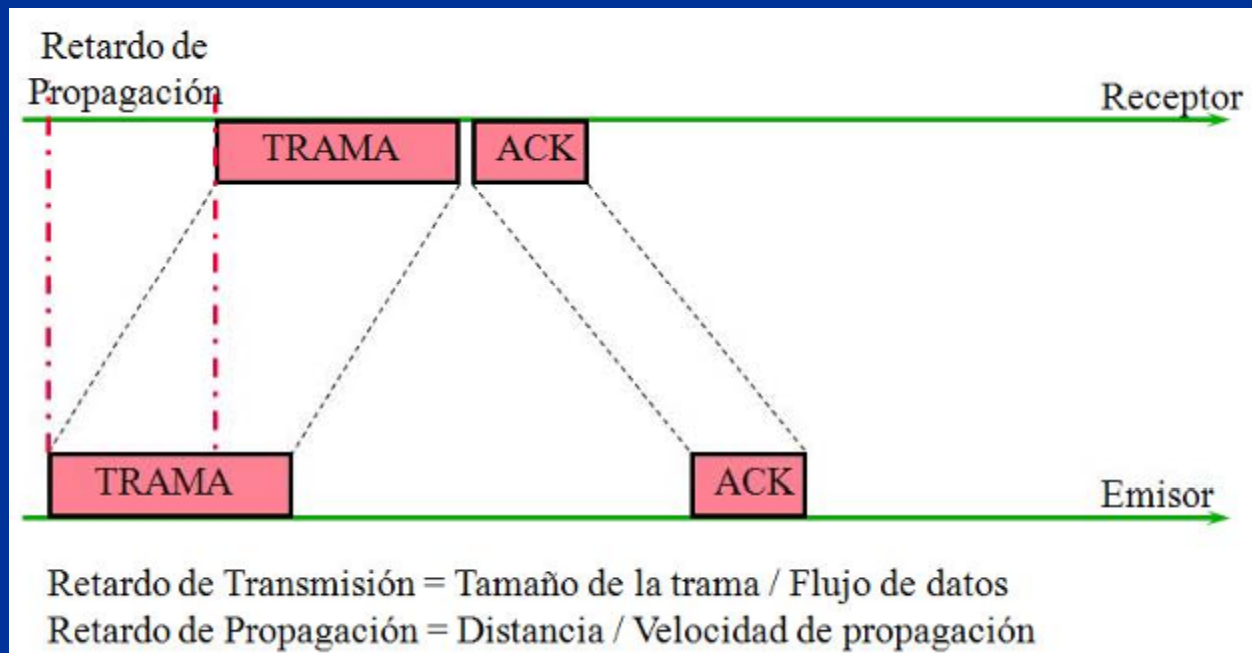 Retardo de
Propagación
Receptor
TRAMA
ACK
TRAMA
ACK
Emisor
Retardo de Transmisión = Tamaño de la trama / Flujo de datos
Retardo de Propagación = Distancia / Velocidad de propagación